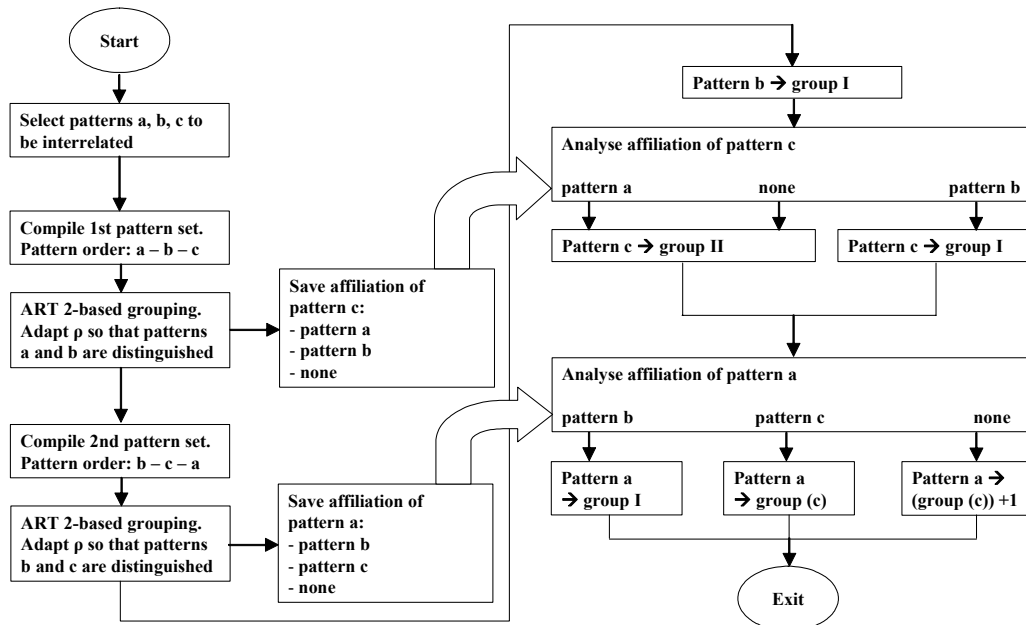 Start
Select patterns a, b, c to
be interrelated
Compile 1st pattern set.
Pattern order: a – b – c
ART 2-based grouping.
Adapt ρ so that patterns
a and b are distinguished
Save affiliation of
pattern c:
- pattern a
- pattern b
- none
Compile 2nd pattern set.
Pattern order: b – c – a
ART 2-based grouping.
Adapt ρ so that patterns
b and c are distinguished
Save affiliation of
pattern a:
- pattern b
- pattern c
- none
Pattern b → group I
Analyse affiliation of pattern c
pattern a none pattern b
Pattern c → group II
Pattern c → group I
Analyse affiliation of pattern a
pattern b pattern c none
Pattern a
→ group I
Pattern a
→ group (c)
Pattern a →
(group (c)) +1
Exit